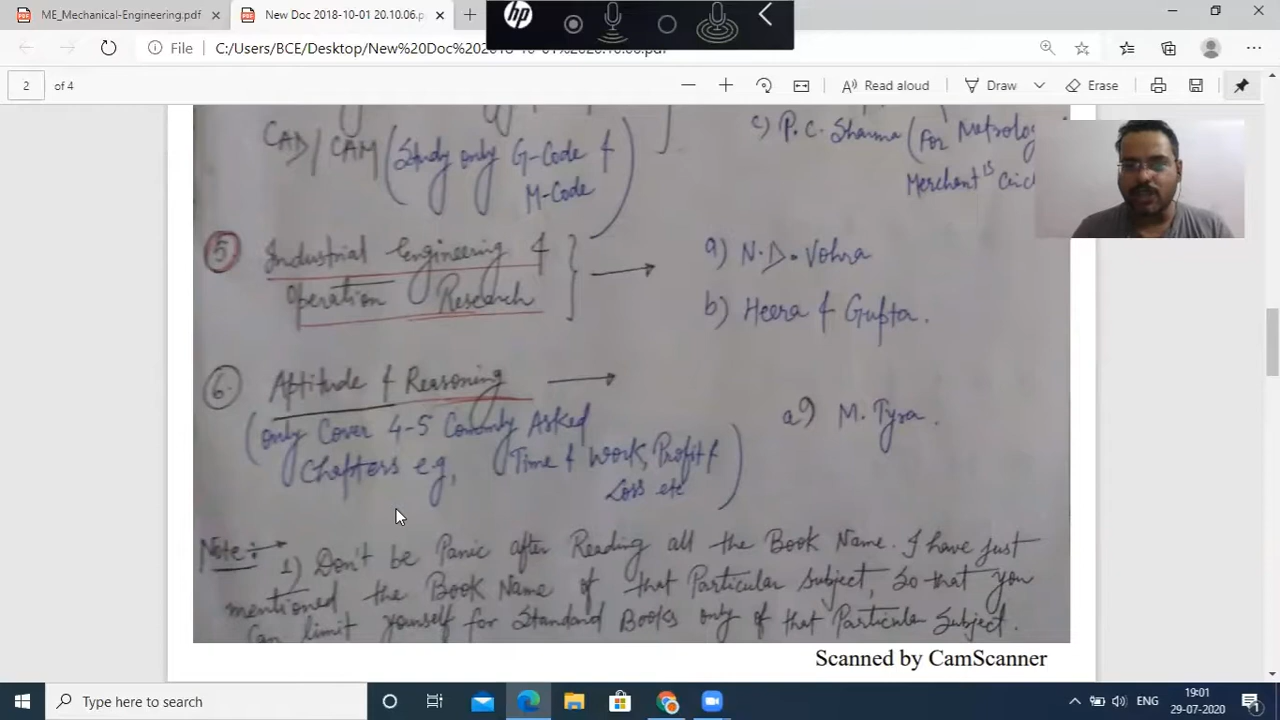 ME_Mechanical-Engineering.pdf
New Doc 2018-10-01 20.10.06.pdf
hp
File
C:/Users/BCE/Desktop/New%20Doc%202018-10-01%2020.10.06.pdf
2 of 4
Read aloud
Draw
Erase
CAD/CAM (Study only G-Code &
M-Code
c) P.C. Sharma (For
Merchant's
5 Industrial Engineering &
Operation Research
a) N.D. Vohra
b) Heera & Gupta.
6. Aptitude & Reasoning
(only Cover 4-5 Asked
Chapters eg, Time & Work, Profit &
Loss etc)
a) M. Tyra.
Note:→ 1) Don't be Panic after Reading all the Book Name. I have just
mentioned the Book Name of that Particular Subject, So that you
Can limit yourself for Standard Books only of that Particular Subject.
Scanned by CamScanner
Type here to search
ENG
19:01
29-07-2020